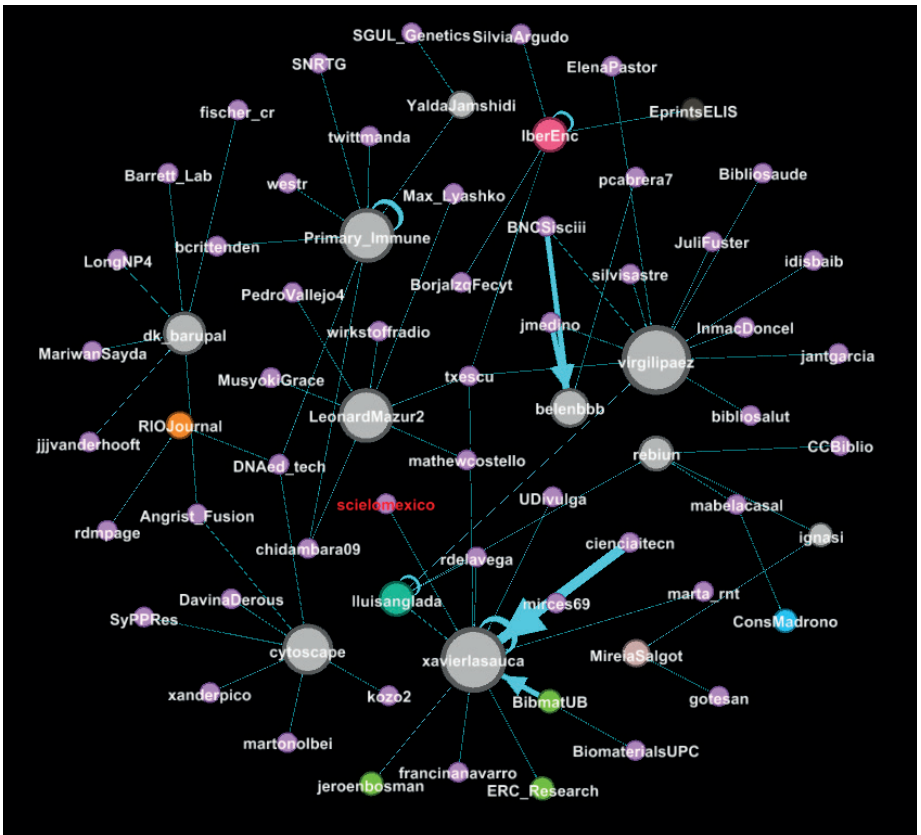 SGUL_Genetics
SilviaArgudo
SNRTG
ElenaPastor
YaldaJamshidi
fischer_cr
EprintsELIS
twittmanda
IberEnc
Barrett_Lab
westr
pcabrera7
Bibliosaude
Max_Lyashko
BNCSisciii
Primary_Immune
bcrittenden
JuliFuster
LongNP4
idisbaib
silvisastre
BorjaIzqFecyt
PedroVallejo4
jmedino
InmacDoncel
wirkstoffradio
dk_barupal
MariwanSayda
virgilipaez
jantgarcia
txescu
MusyokiGrace
belenbbb
LeonardMazur2
bibliosalut
RIOJournal
jjjvanderhooft
CCBiblio
rebiun
mathewcostello
DNAed_tech
UDivulga
scielomexico
mabelacasal
Angrist_Fusion
rdmpage
ignasi
cienciaitecn
chidambara09
rdelavega
DavinaDerous
marta_rnt
lluisanglada
mirces69
SyPPRes
ConsMadrono
cytoscape
MireiaSalgot
xavierlasauca
xanderpico
kozo2
BibmatUB
gotesan
martonolbei
BiomaterialsUPC
francinanavarro
jeroenbosman
ERC_Research